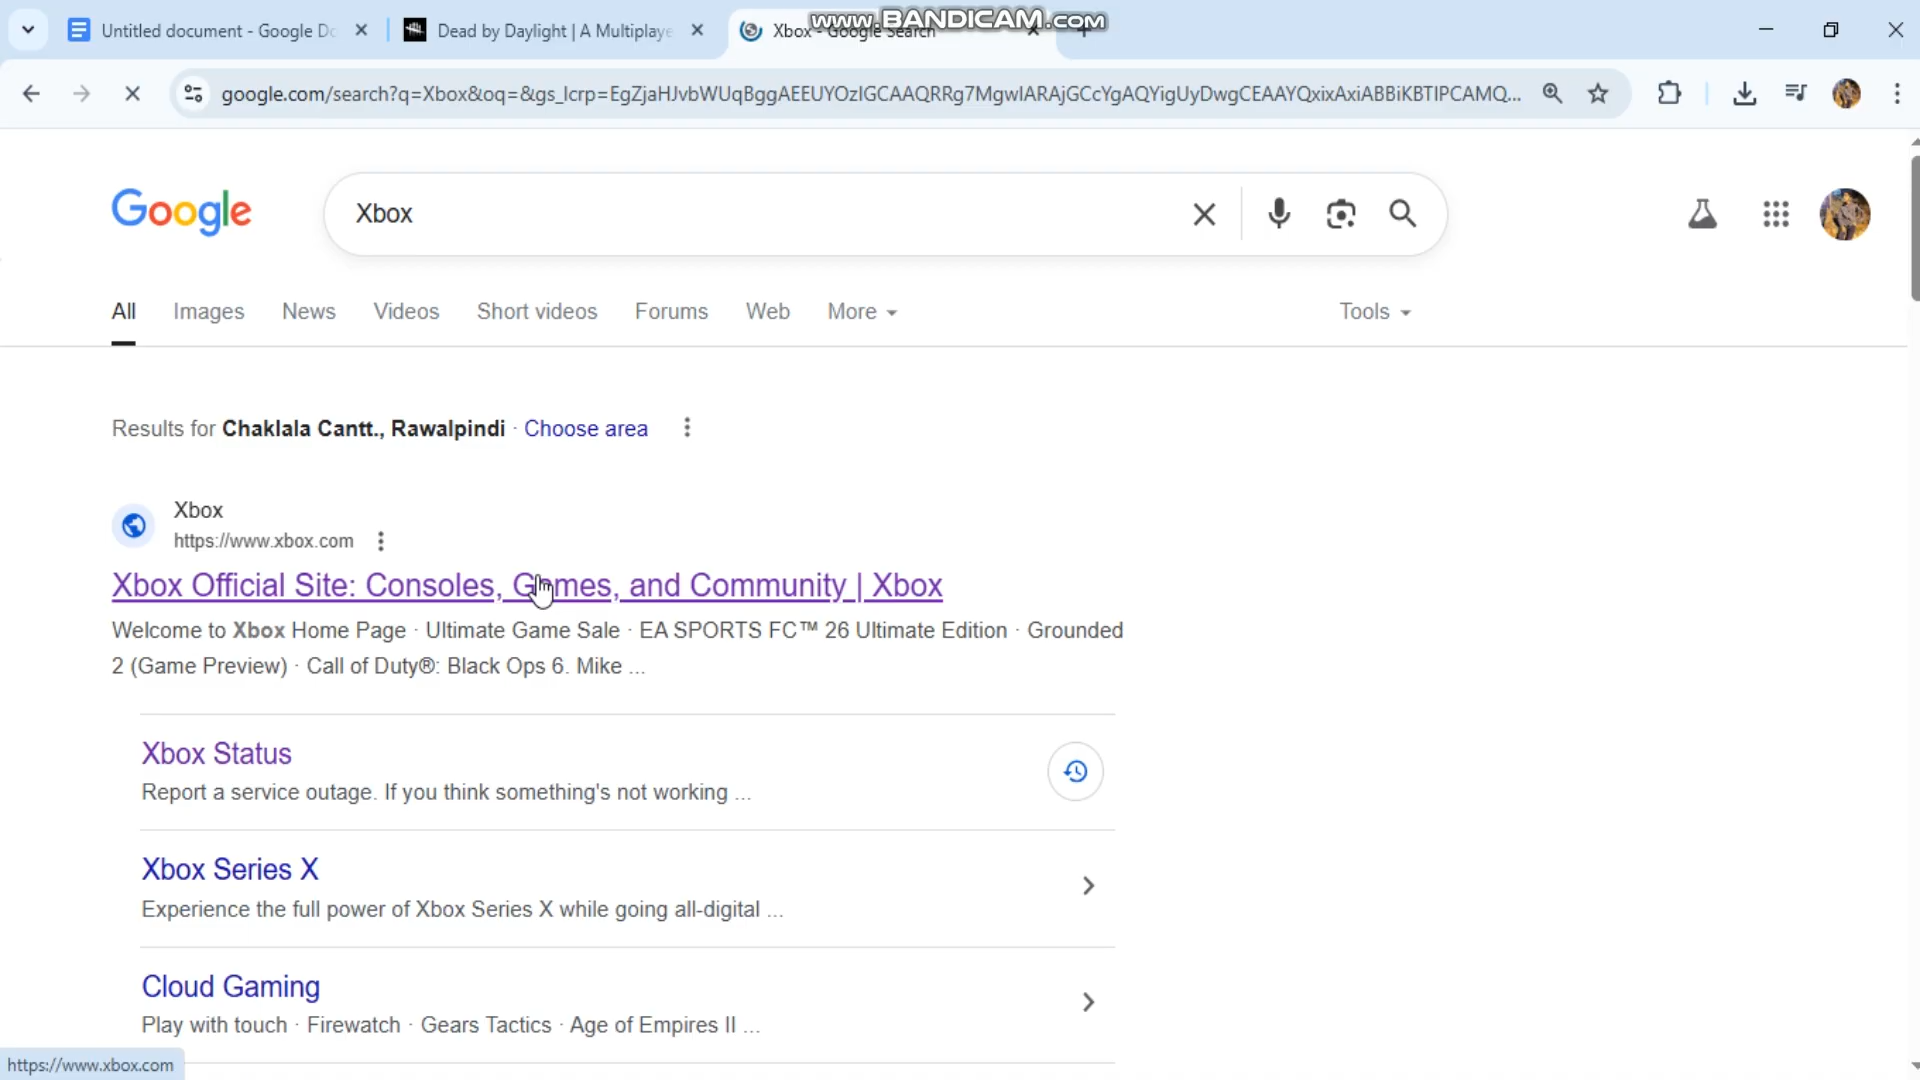 www.BANDICAM.com
Untitled document - Google Do
Dead by Daylight | A Multiplaye
Xbox - Google Search
google.com/search?q=Xbox&oq=&gs_lcrp=EgZjaHJvbWUqBggAEEUYOzIGCAAQRRg7MgwIARAjGCcYgAQYigUyDwgCEAAYQxixAxiABBiKBTIPCAMQ...
Google
Xbox
All
Images
News
Videos
Short videos
Forums
Web
More
Tools
Results for Chaklala Cantt., Rawalpindi · Choose area
Xbox
https://www.xbox.com
Xbox Official Site: Consoles, Games, and Community | Xbox
Welcome to Xbox Home Page · Ultimate Game Sale · EA SPORTS FC™ 26 Ultimate Edition · Grounded
2 (Game Preview) · Call of Duty®: Black Ops 6. Mike ...
Xbox Status
Report a service outage. If you think something's not working ...
Xbox Series X
Experience the full power of Xbox Series X while going all-digital ...
Cloud Gaming
Play with touch · Firewatch · Gears Tactics · Age of Empires II ...
https://www.xbox.com